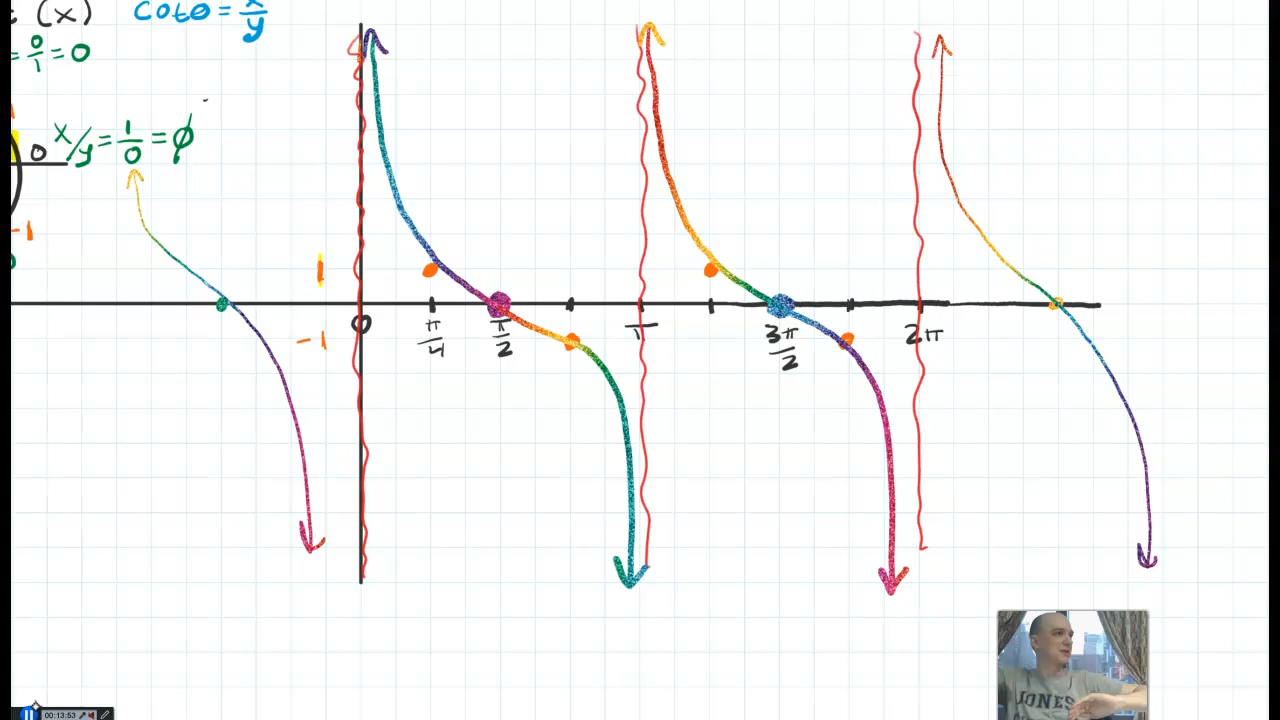 t (x)
cotθ = x/y
= 0/1 = 0
0 x/y = 1/0 = ϕ
-1
1
-1
0
π/4
π/2
π
3π/2
2π
JONES
00:13:53